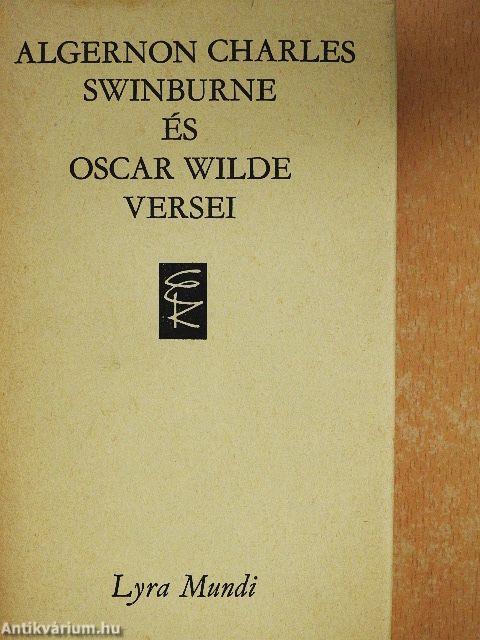 ALGERNON CHARLES
SWINBURNE
ÉS
OSCAR WILDE
VERSEI
Lyra Mundi
Antikvárium.hu